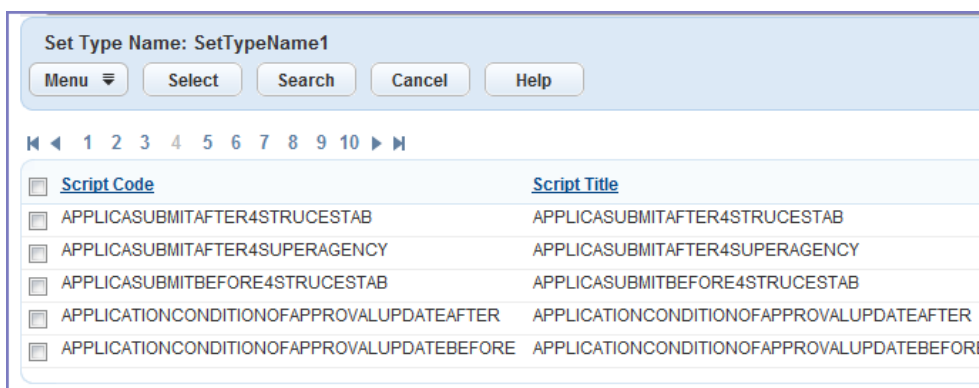 Set Type Name: SetTypeName1
Menu Select Search Cancel Help
1 2 3 4 5 6 7 8 9 10
Script Code Script Title
APPLICASUBMITAFTER4STRUCESTAB APPLICASUBMITAFTER4STRUCESTAB
APPLICASUBMITAFTER4SUPERAGENCY APPLICASUBMITAFTER4SUPERAGENCY
APPLICASUBMITBEFORE4STRUCESTAB APPLICASUBMITBEFORE4STRUCESTAB
APPLICATIONCONDITIONOFAPPROVALUPDATEAFTER APPLICATIONCONDITIONOFAPPROVALUPDATEAFTER
APPLICATIONCONDITIONOFAPPROVALUPDATEBEFORE APPLICATIONCONDITIONOFAPPROVALUPDATEBEFORE